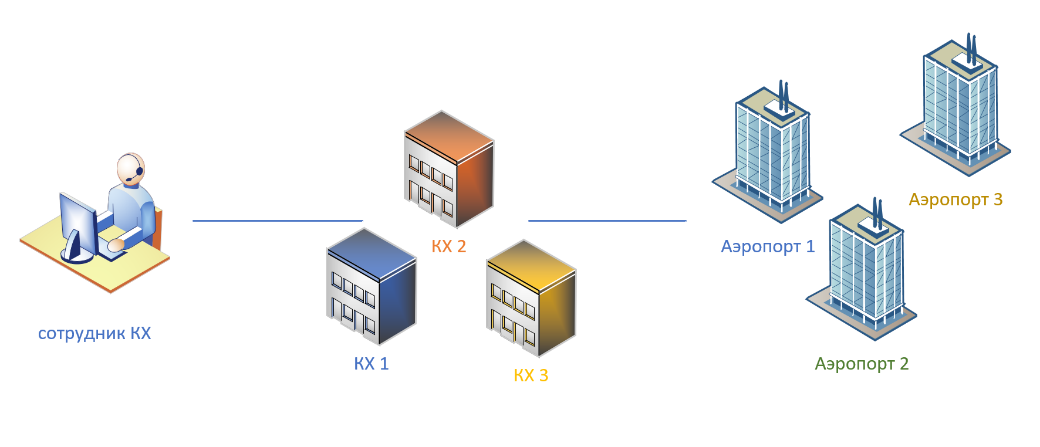 сотрудник КХ
КХ 2
КХ 1
КХ 3
Аэропорт 1
Аэропорт 3
Аэропорт 2